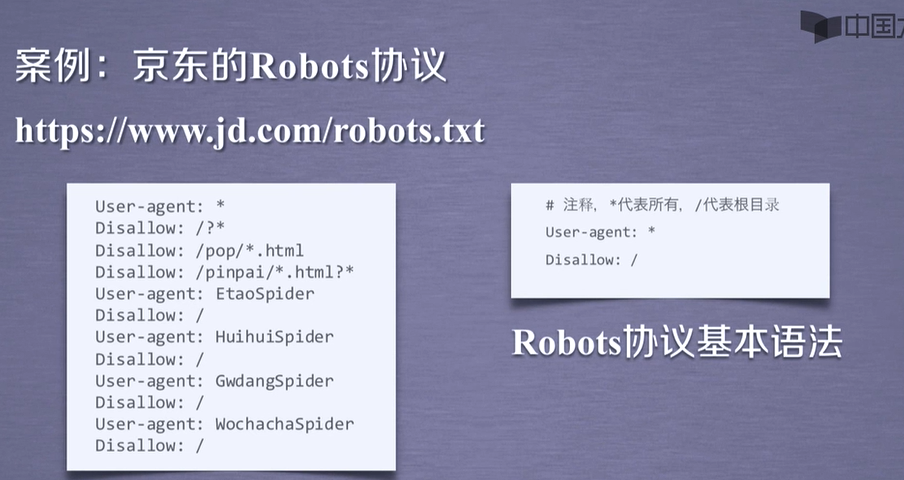 中国大
案例：京东的Robots协议
https://www.jd.com/robots.txt
User-agent: *
Disallow: /?*
Disallow: /pop/*.html
Disallow: /pinpai/*.html?*
User-agent: EtaoSpider
Disallow: /
User-agent: HuihuiSpider
Disallow: /
User-agent: GwdangSpider
Disallow: /
User-agent: WochachaSpider
Disallow: /
# 注释，*代表所有，/代表根目录
User-agent: *
Disallow: /
Robots协议基本语法